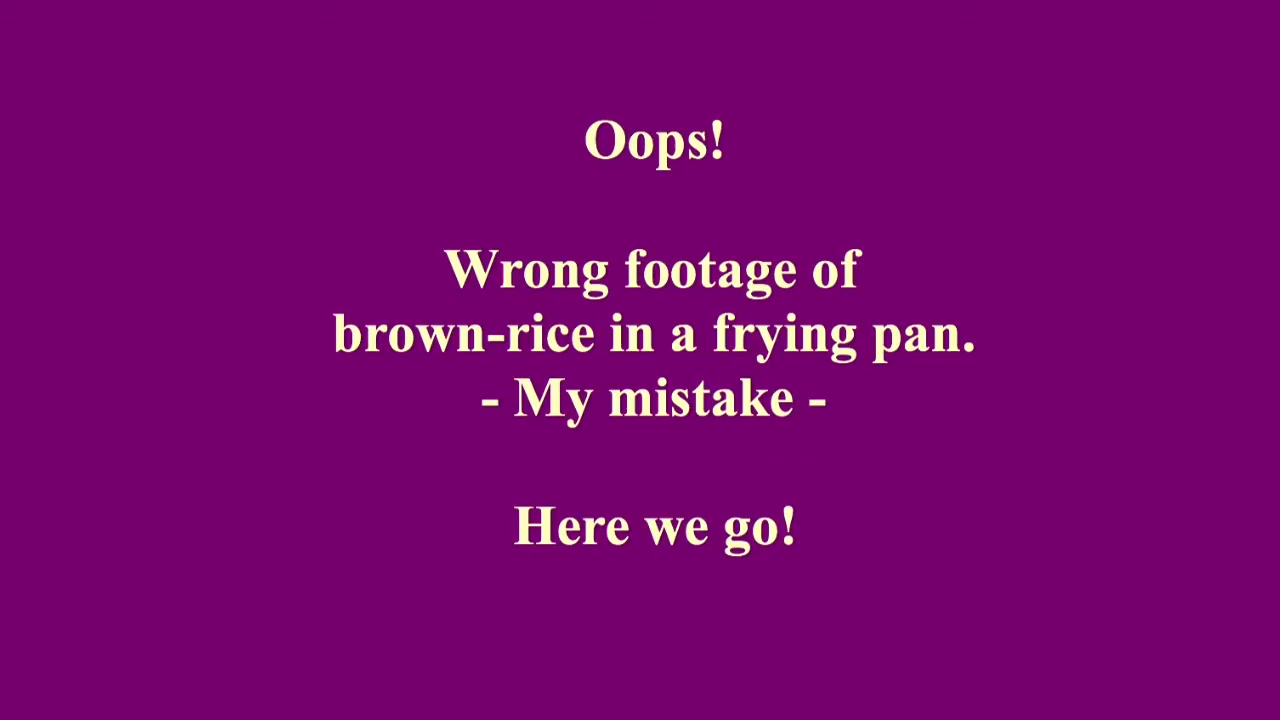 Oops!
Wrong footage of
brown-rice in a frying pan.
- My mistake -
Here we go!